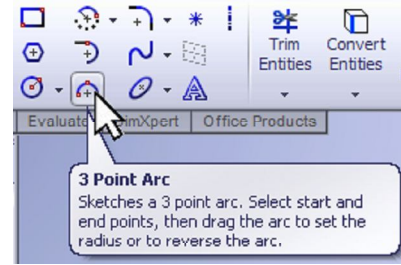 Trim
Entities
Convert
Entities
Evaluate
Office Products
3 Point Arc
Sketches a 3 point arc. Select start and
end points, then drag the arc to set the
radius or to reverse the arc.